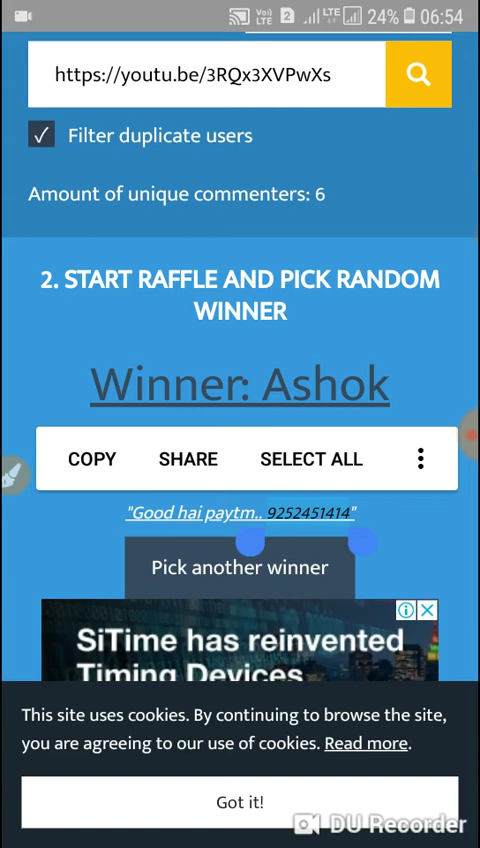 Vo) LTE 2 LTE 24% 06:54
https://youtu.be/3RQx3XVPwXs
✓ Filter duplicate users
Amount of unique commenters: 6
2. START RAFFLE AND PICK RANDOM
WINNER
Winner: Ashok
COPY SHARE SELECT ALL
"Good hai paytm.. 9252451414"
Pick another winner
SiTime has reinvented
Timing Devices
This site uses cookies. By continuing to browse the site,
you are agreeing to our use of cookies. Read more.
Got it!
DU Recorder